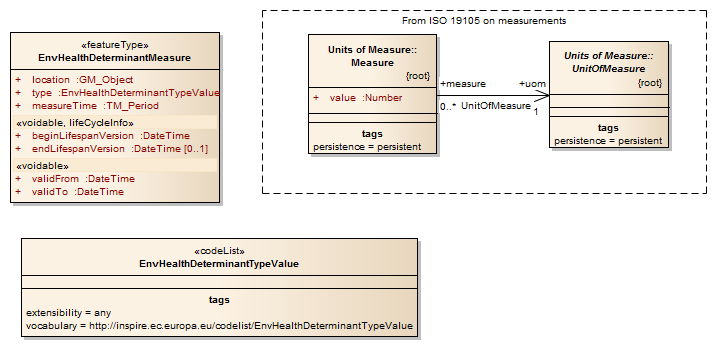 From ISO 19105 on measurements
«featureType»
EnvHealthDeterminantMeasure
+ location :GM_Object
+ type :EnvHealthDeterminantTypeValue
+ measureTime :TM_Period
«voidable, lifeCycleInfo»
+ beginLifespanVersion :DateTime
+ endLifespanVersion :DateTime [0..1]
«voidable»
+ validFrom :DateTime
+ validTo :DateTime
Units of Measure::
Measure
{root}
+ value :Number
tags
persistence = persistent
+measure
+uom
0..* UnitOfMeasure
1
Units of Measure::
UnitOfMeasure
{root}
tags
persistence = persistent
«codeList»
EnvHealthDeterminantTypeValue
tags
extensibility = any
vocabulary = http://inspire.ec.europa.eu/codelist/EnvHealthDeterminantTypeValue